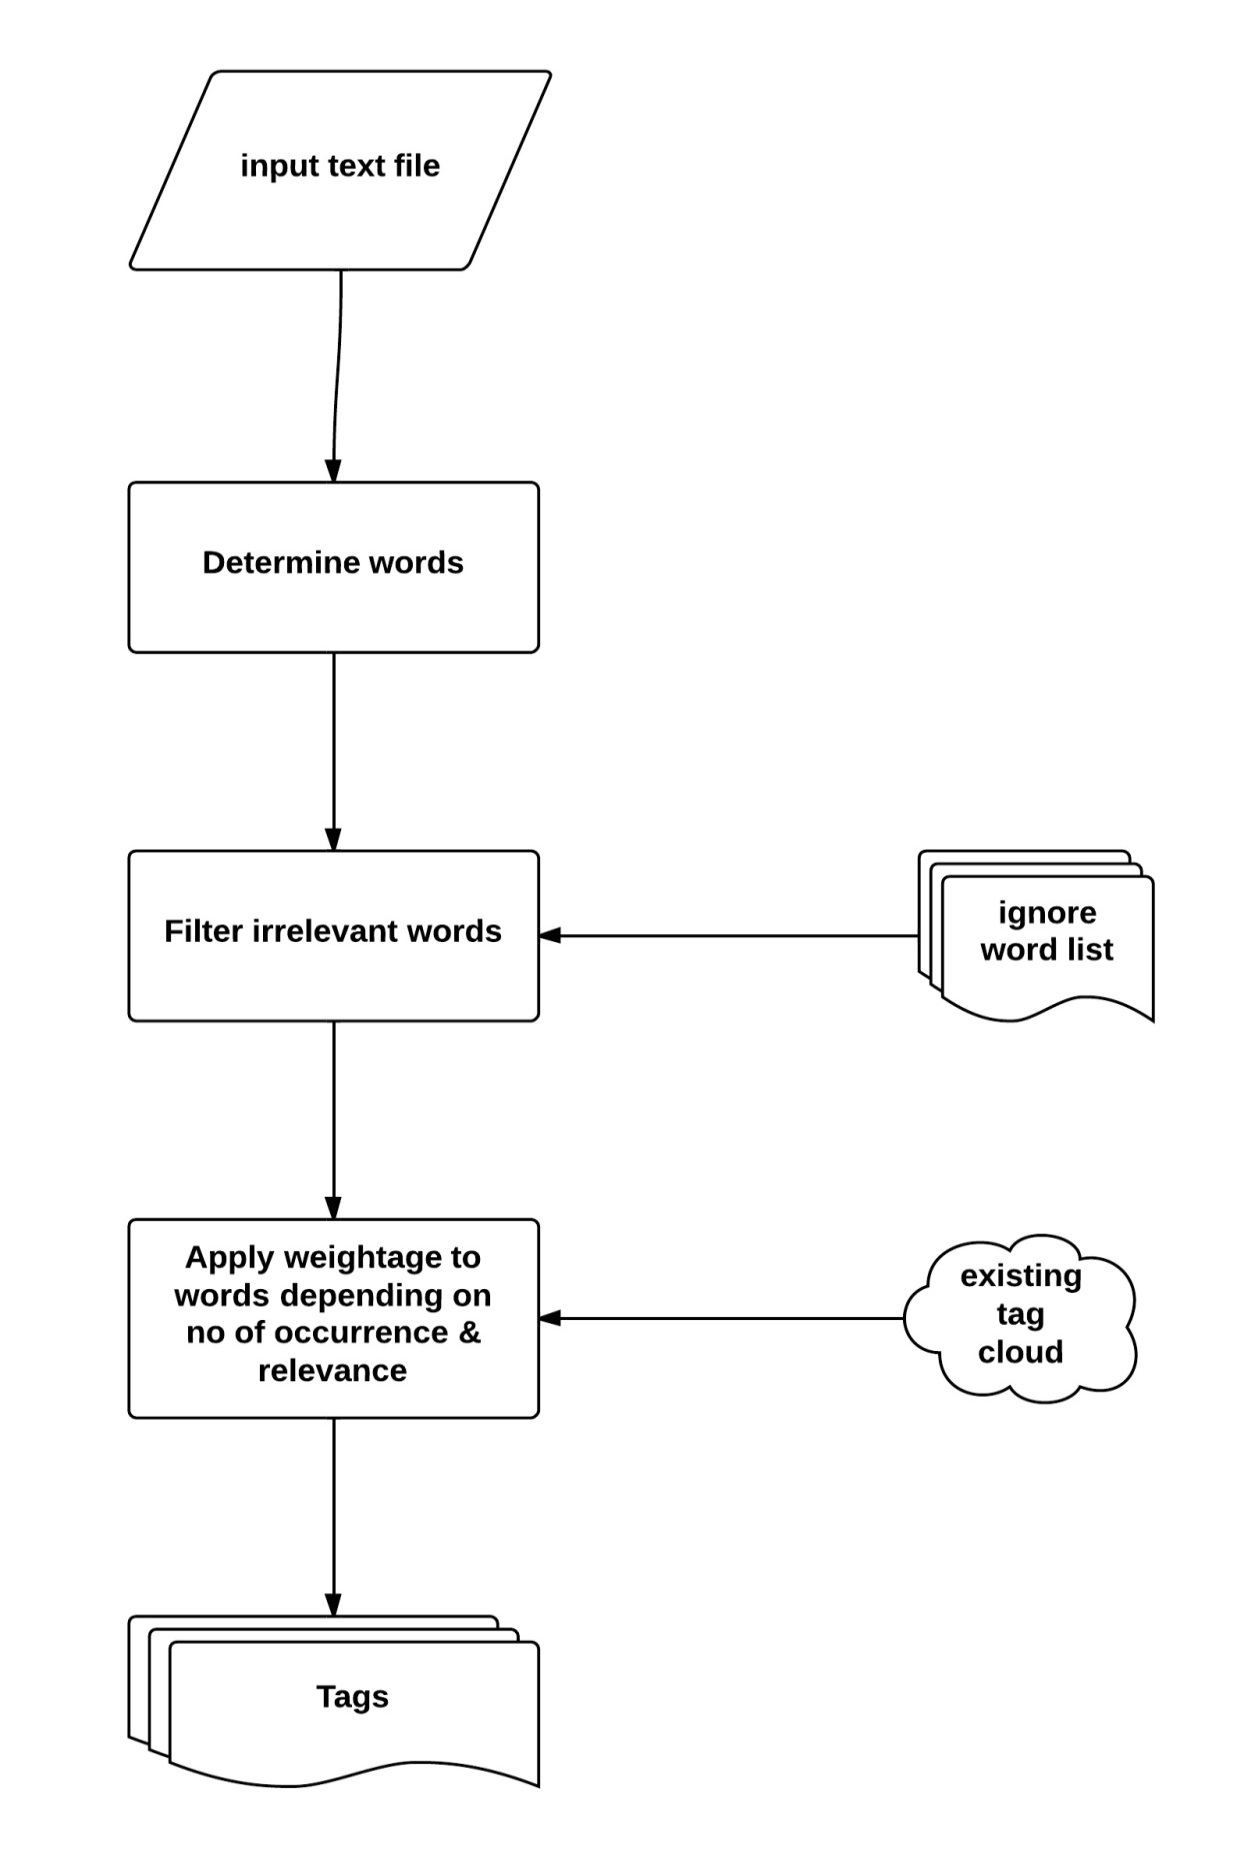 input text file
Determine words
Filter irrelevant words
ignore
word list
Apply weightage to
words depending on
no of occurrence &
relevance
existing
tag
cloud
Tags